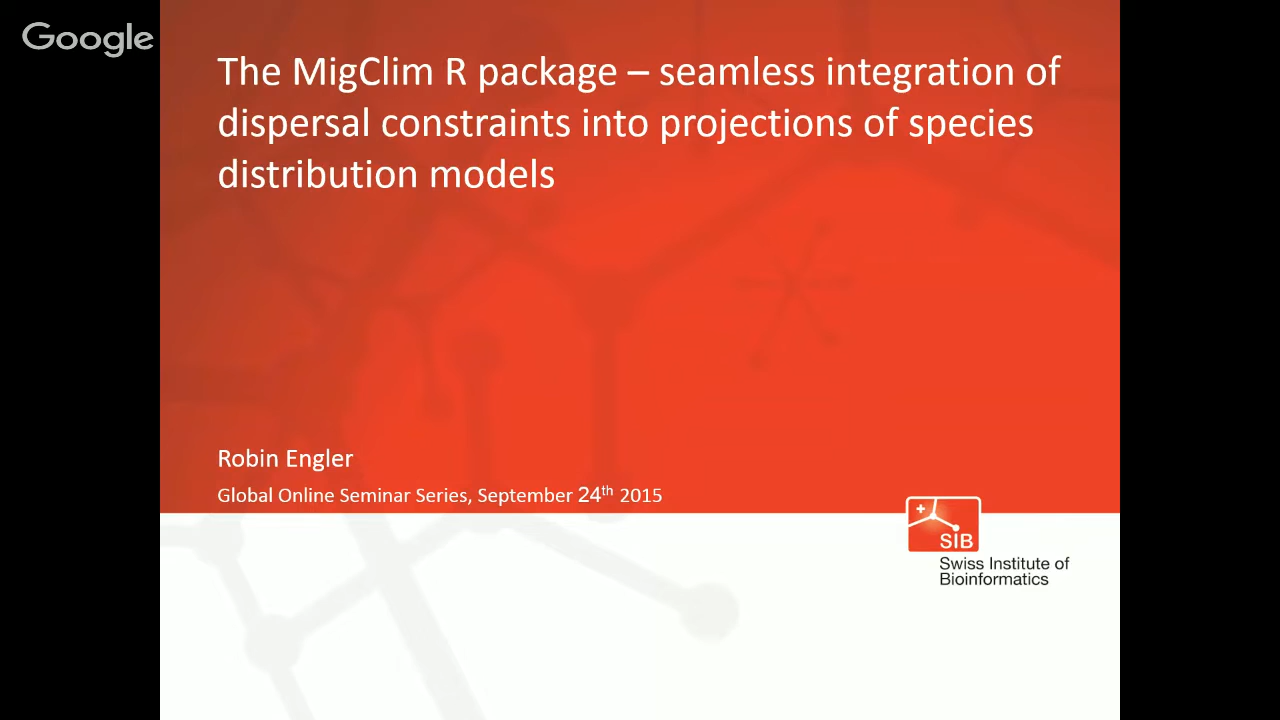 Google
The MigClim R package – seamless integration of
dispersal constraints into projections of species
distribution models
Robin Engler
Global Online Seminar Series, September 24th 2015
SIB
Swiss Institute of
Bioinformatics